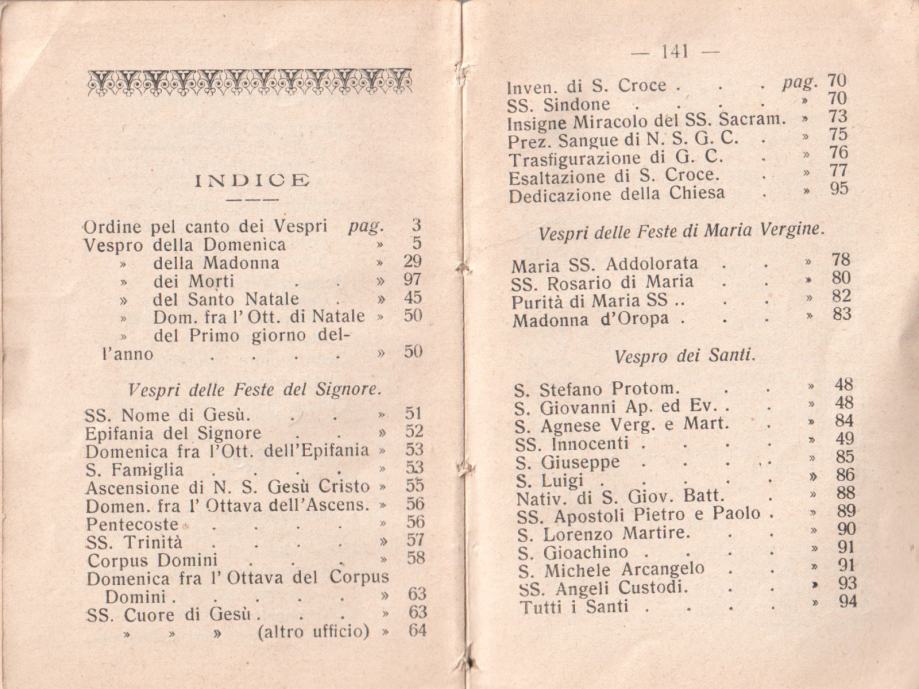 INDICE
Ordine pel canto dei Vespri pag. 3
Vespro della Domenica » 5
» della Madonna » 29
» dei Morti . . » 97
» del Santo Natale . » 45
» Dom. fra l'Ott. di Natale » 50
» del Primo giorno del-
l'anno . . . . » 50
Vespri delle Feste del Signore.
SS. Nome di Gesù. . . . » 51
Epifania del Signore . . » 52
Domenica fra l'Ott. dell'Epifania » 53
S. Famiglia . . . . » 53
Ascensione di N. S. Gesù Cristo » 55
Domen. fra l'Ottava dell'Ascens. » 56
Pentecoste . . . . » 56
SS. Trinità . . . . » 57
Corpus Domini . . . » 58
Domenica fra l'Ottava del Corpus
Domini . . . . . » 63
SS. Cuore di Gesù . . . . » 63
» » » (altro ufficio) » 64
— 141 —
Inven. di S. Croce . . . pag. 70
SS. Sindone . . . . » 70
Insigne Miracolo del SS. Sacram. » 73
Prez. Sangue di N. S. G. C. . » 75
Trasfigurazione di G. C. . » 76
Esaltazione di S. Croce. . » 77
Dedicazione della Chiesa . » 95
Vespri delle Feste di Maria Vergine.
Maria SS. Addolorata . . » 78
SS. Rosario di Maria . . » 80
Purità di Maria SS .. . . » 82
Madonna d'Oropa . . . » 83
Vespro dei Santi.
S. Stefano Protom. . . » 48
S. Giovanni Ap. ed Ev. . . » 48
S. Agnese Verg. e Mart. . » 84
SS. Innocenti . . . . » 49
S. Giuseppe . . . . » 85
S. Luigi . . . . . » 86
Nativ. di S. Giov. Batt. . » 88
SS. Apostoli Pietro e Paolo . » 89
S. Lorenzo Martire. . . » 90
S. Gioachino . . . . » 91
S. Michele Arcangelo . . » 91
SS. Angeli Custodi. . . » 93
Tutti i Santi . . . . » 94